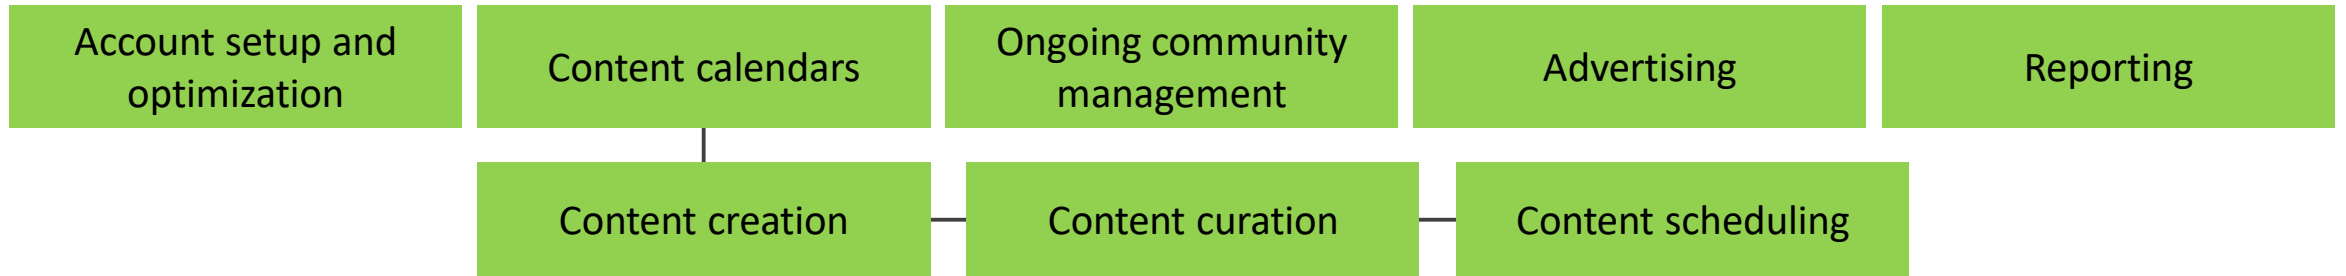 Account setup and
optimization
Content calendars
Ongoing community
management
Advertising
Reporting
Content creation
Content curation
Content scheduling